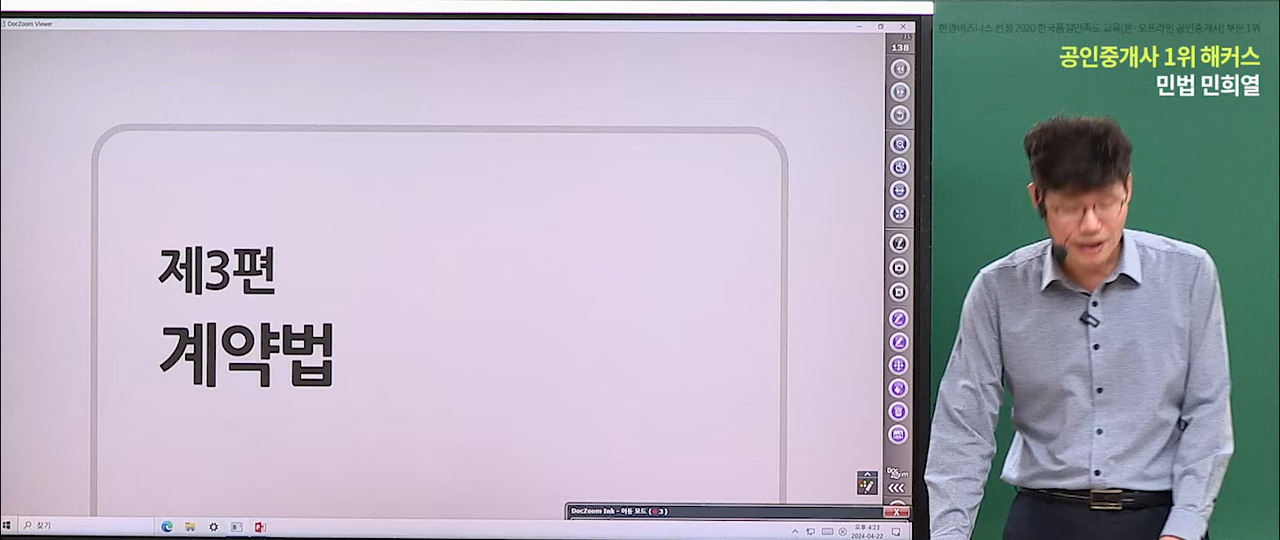 DocZoom Viewer
138
한경비즈니스 선정 2020 한국품질만족도 교육(온·오프라인 공인중개사) 부문 1위
공인중개사 1위 해커스
민법 민희열
제3편
계약법
DocZoom Ink - 이동 모드 ( 3 )
찾기
오후 4:23
2024-04-22